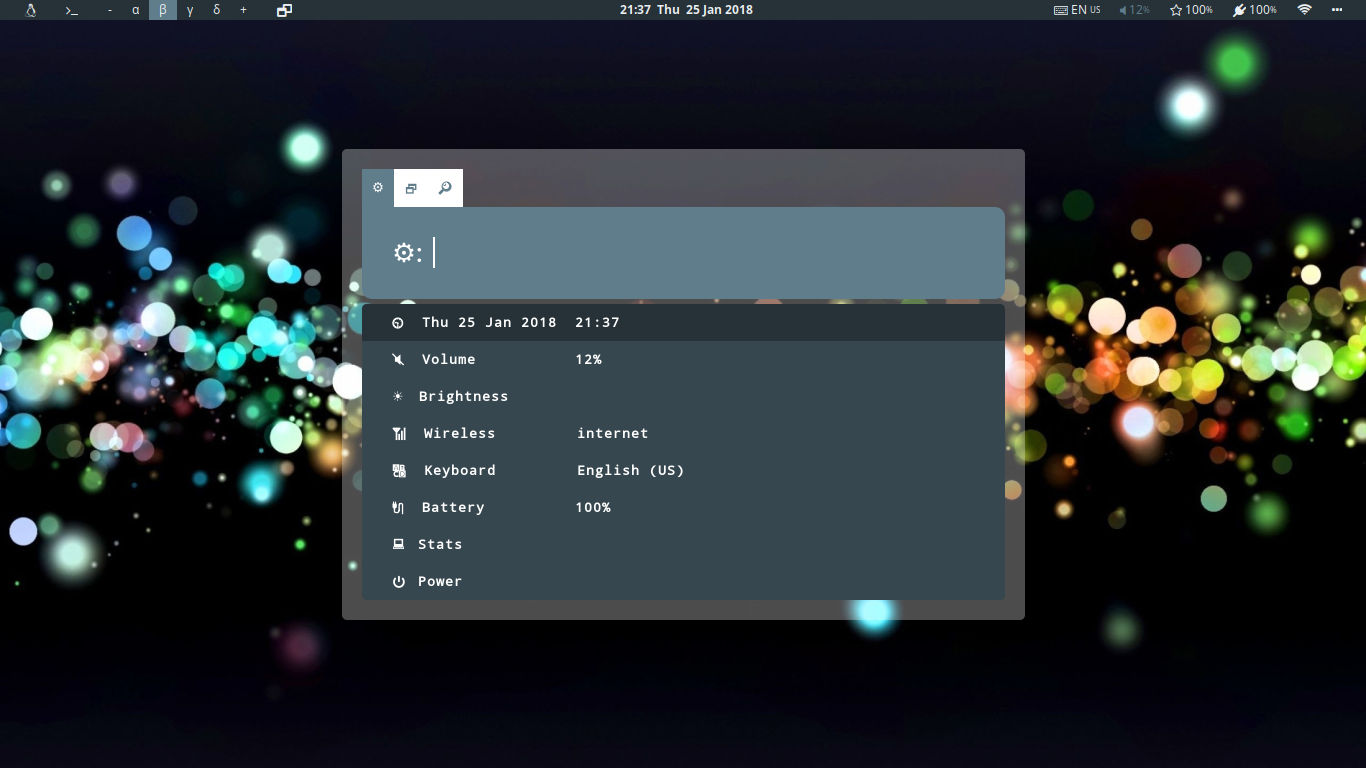 >_ - α β γ δ + 21:37 Thu 25 Jan 2018 EN US 12% 100% 100%
:
Thu 25 Jan 2018 21:37
Volume 12%
Brightness
Wireless internet
Keyboard English (US)
Battery 100%
Stats
Power